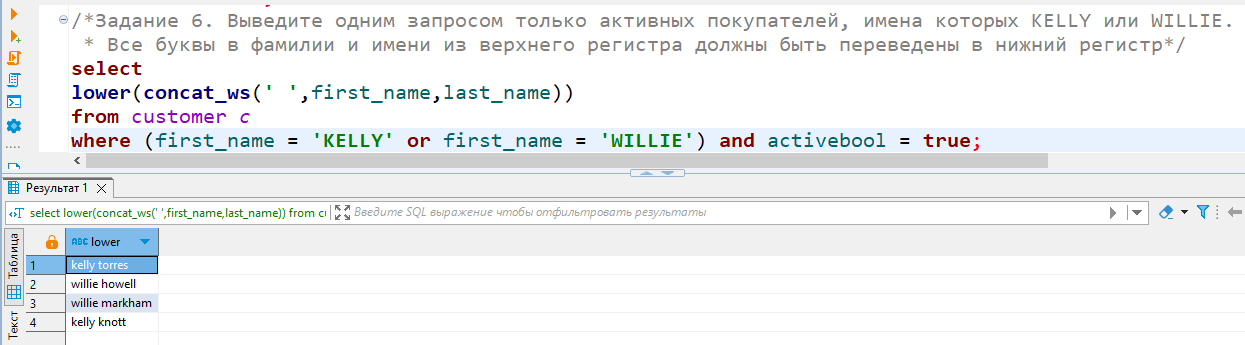 /*Задание 6. Выведите одним запросом только активных покупателей, имена которых KELLY или WILLIE.
* Все буквы в фамилии и имени из верхнего регистра должны быть переведены в нижний регистр*/
select
lower(concat_ws(' ',first_name,last_name))
from customer c
where (first_name = 'KELLY' or first_name = 'WILLIE') and activebool = true;
Результат 1
select lower(concat_ws(' ',first_name,last_name)) from cu
Введите SQL выражение чтобы отфильтровать результаты
Таблица
Текст
ABC lower
1 kelly torres
2 willie howell
3 willie markham
4 kelly knott